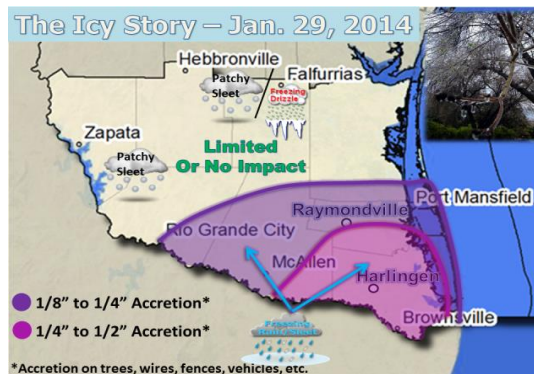 The Icy Story – Jan. 29, 2014
Hebbronville
Falfurrias
Patchy
Sleet
Freezing
Drizzle
Zapata
Patchy
Sleet
Limited
Or No Impact
Port Mansfield
Raymondville
Rio Grande City
McAllen
Harlingen
Brownsville
Freezing
1/8” to 1/4” Accretion*
1/4” to 1/2” Accretion*
*Accretion on trees, wires, fences, vehicles, etc.